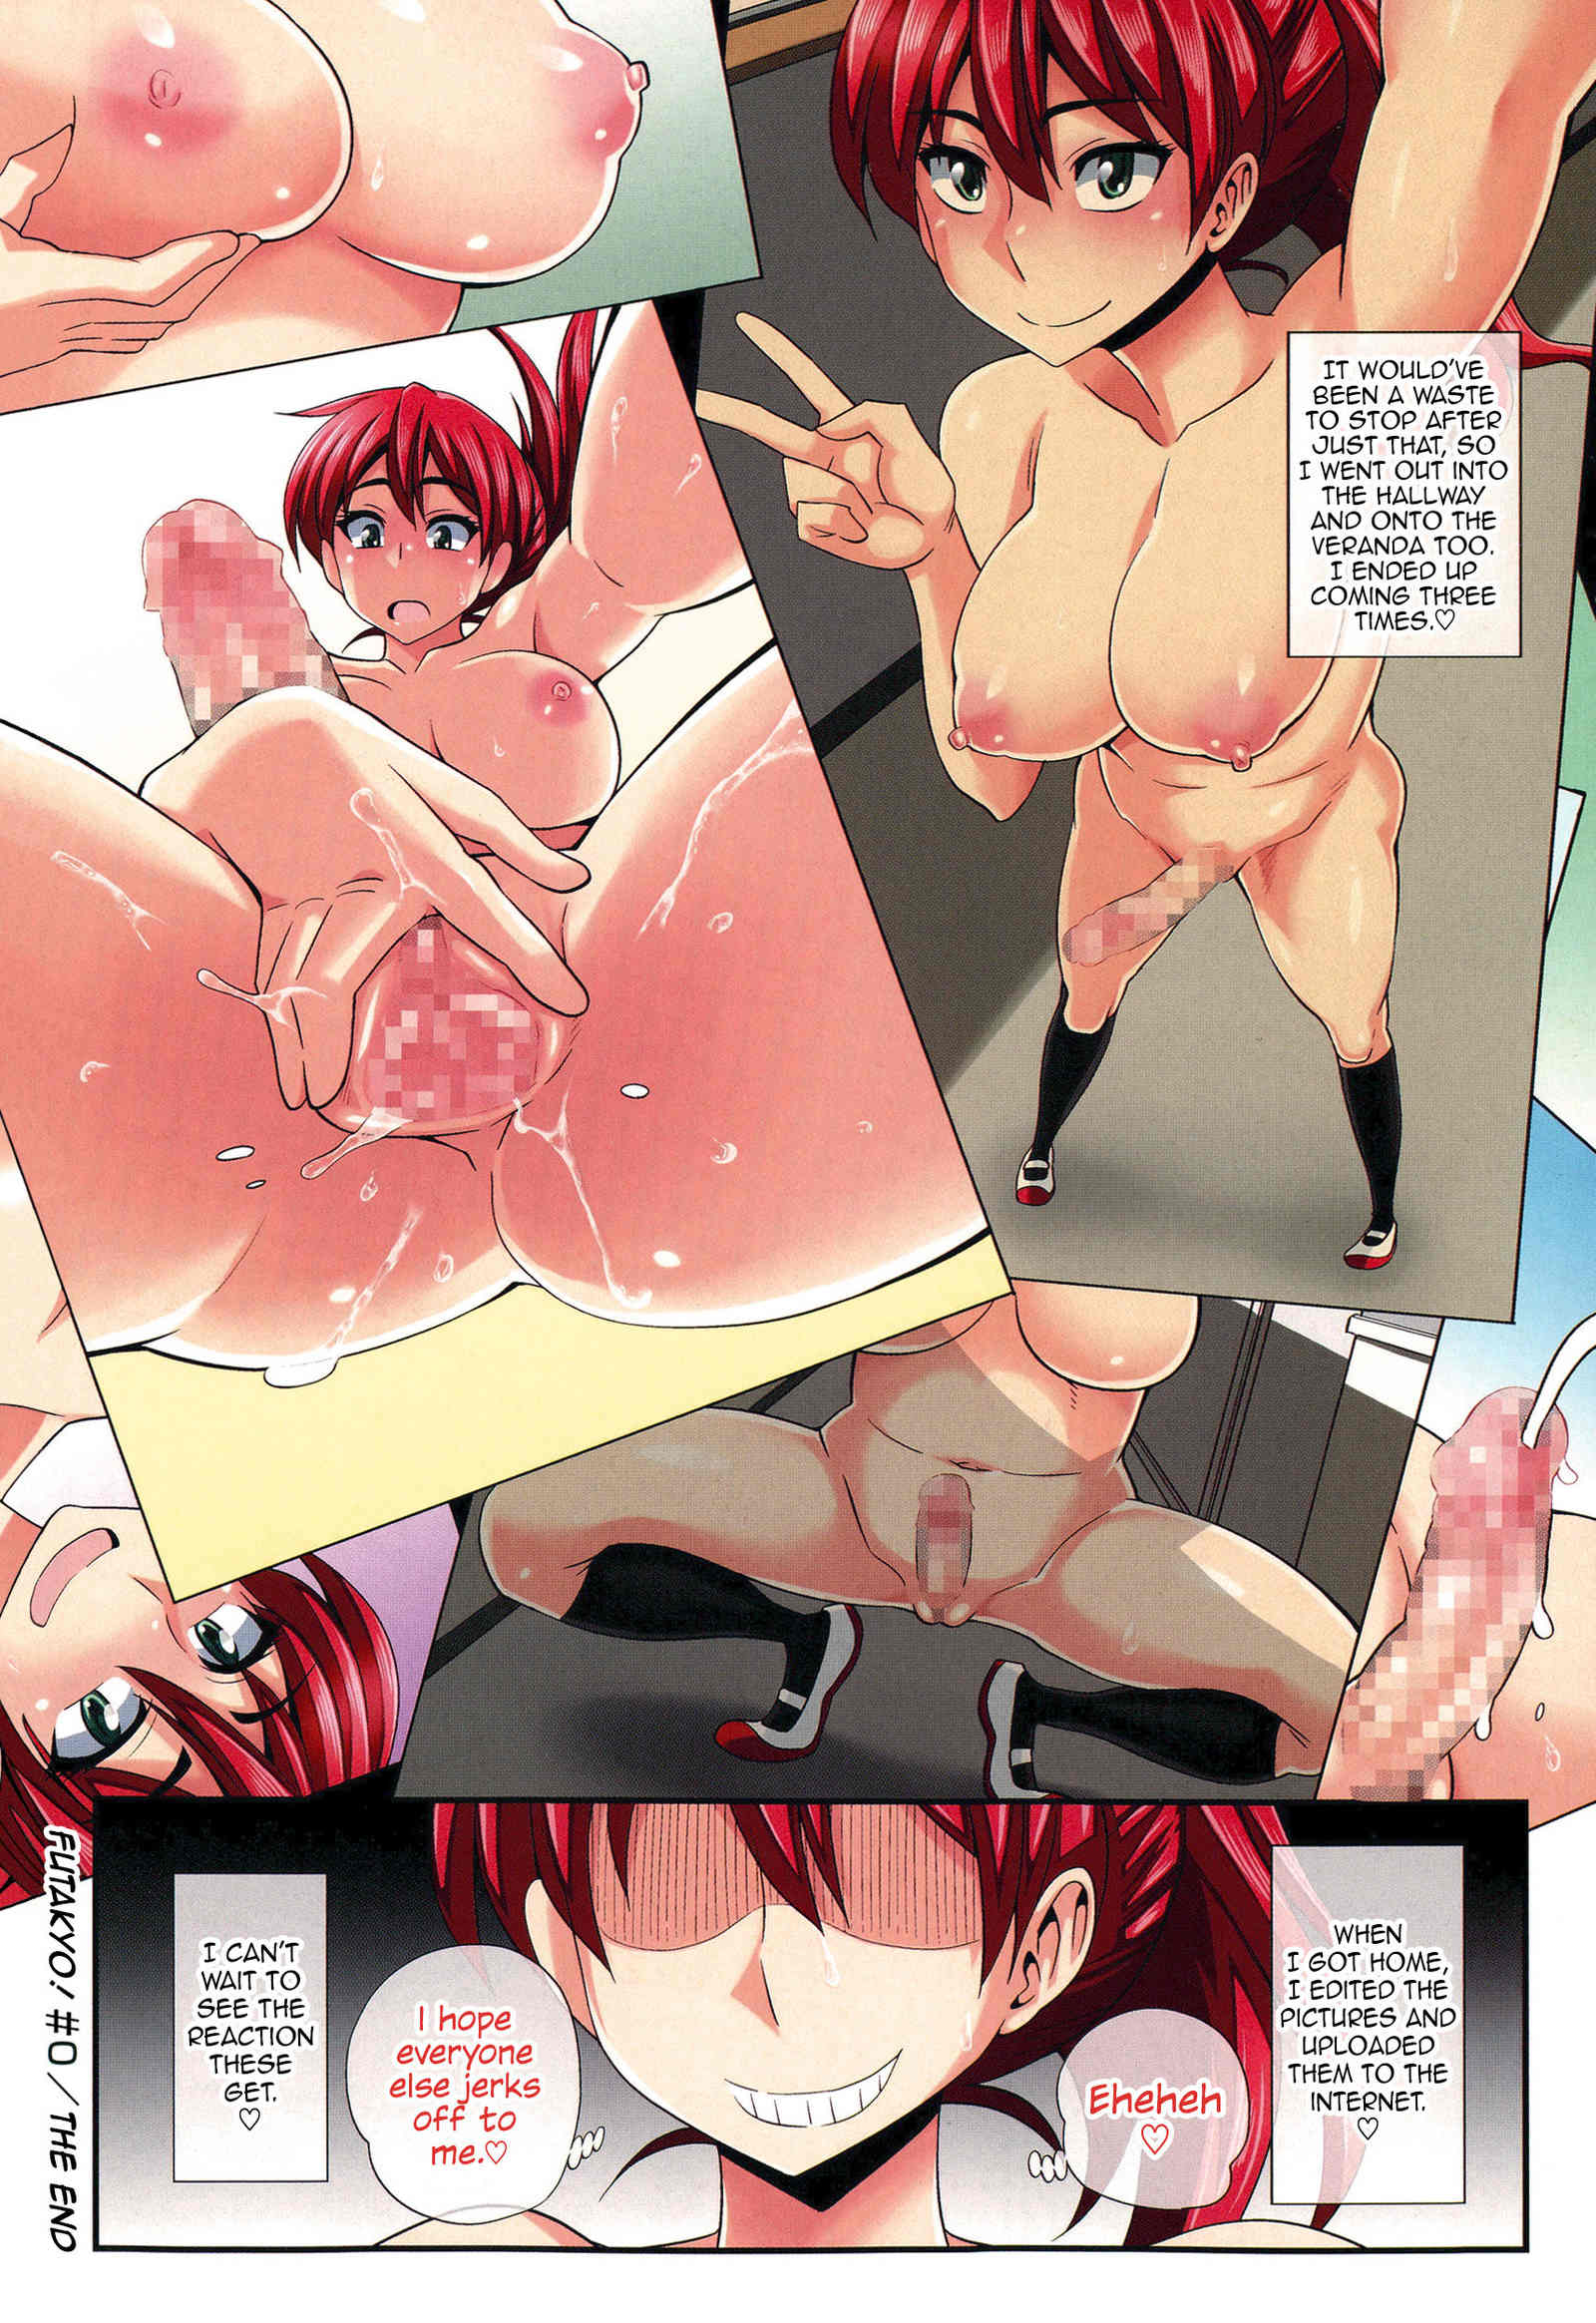 IT WOULD'VE
BEEN A WASTE
TO STOP AFTER
JUST THAT, SO
I WENT OUT INTO
THE HALLWAY
AND ONTO THE
VERANDA TOO.
I ENDED UP
COMING THREE
TIMES.♡
WHEN
I GOT HOME,
I EDITED THE
PICTURES AND
UPLOADED
THEM TO THE
INTERNET.
♡
Eheheh
♡
I hope
everyone
else jerks
off to
me.♡
I CAN'T
WAIT TO
SEE THE
REACTION
THESE
GET.
♡
FUTAKYO! #0 / THE END